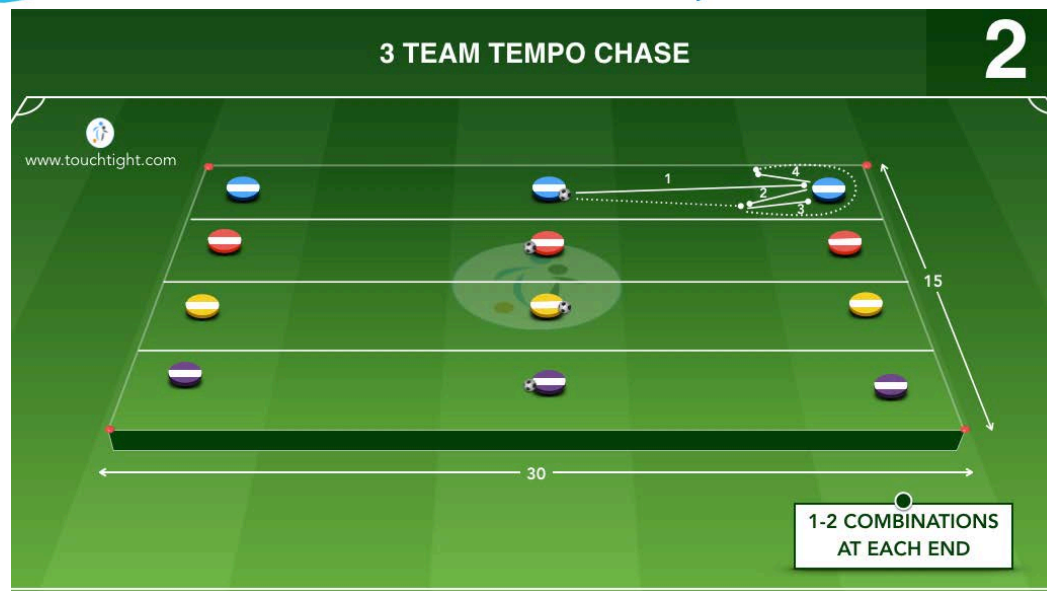 3 TEAM TEMPO CHASE
2
www.touchtight.com
1
4
2
3
15
30
1-2 COMBINATIONS
AT EACH END